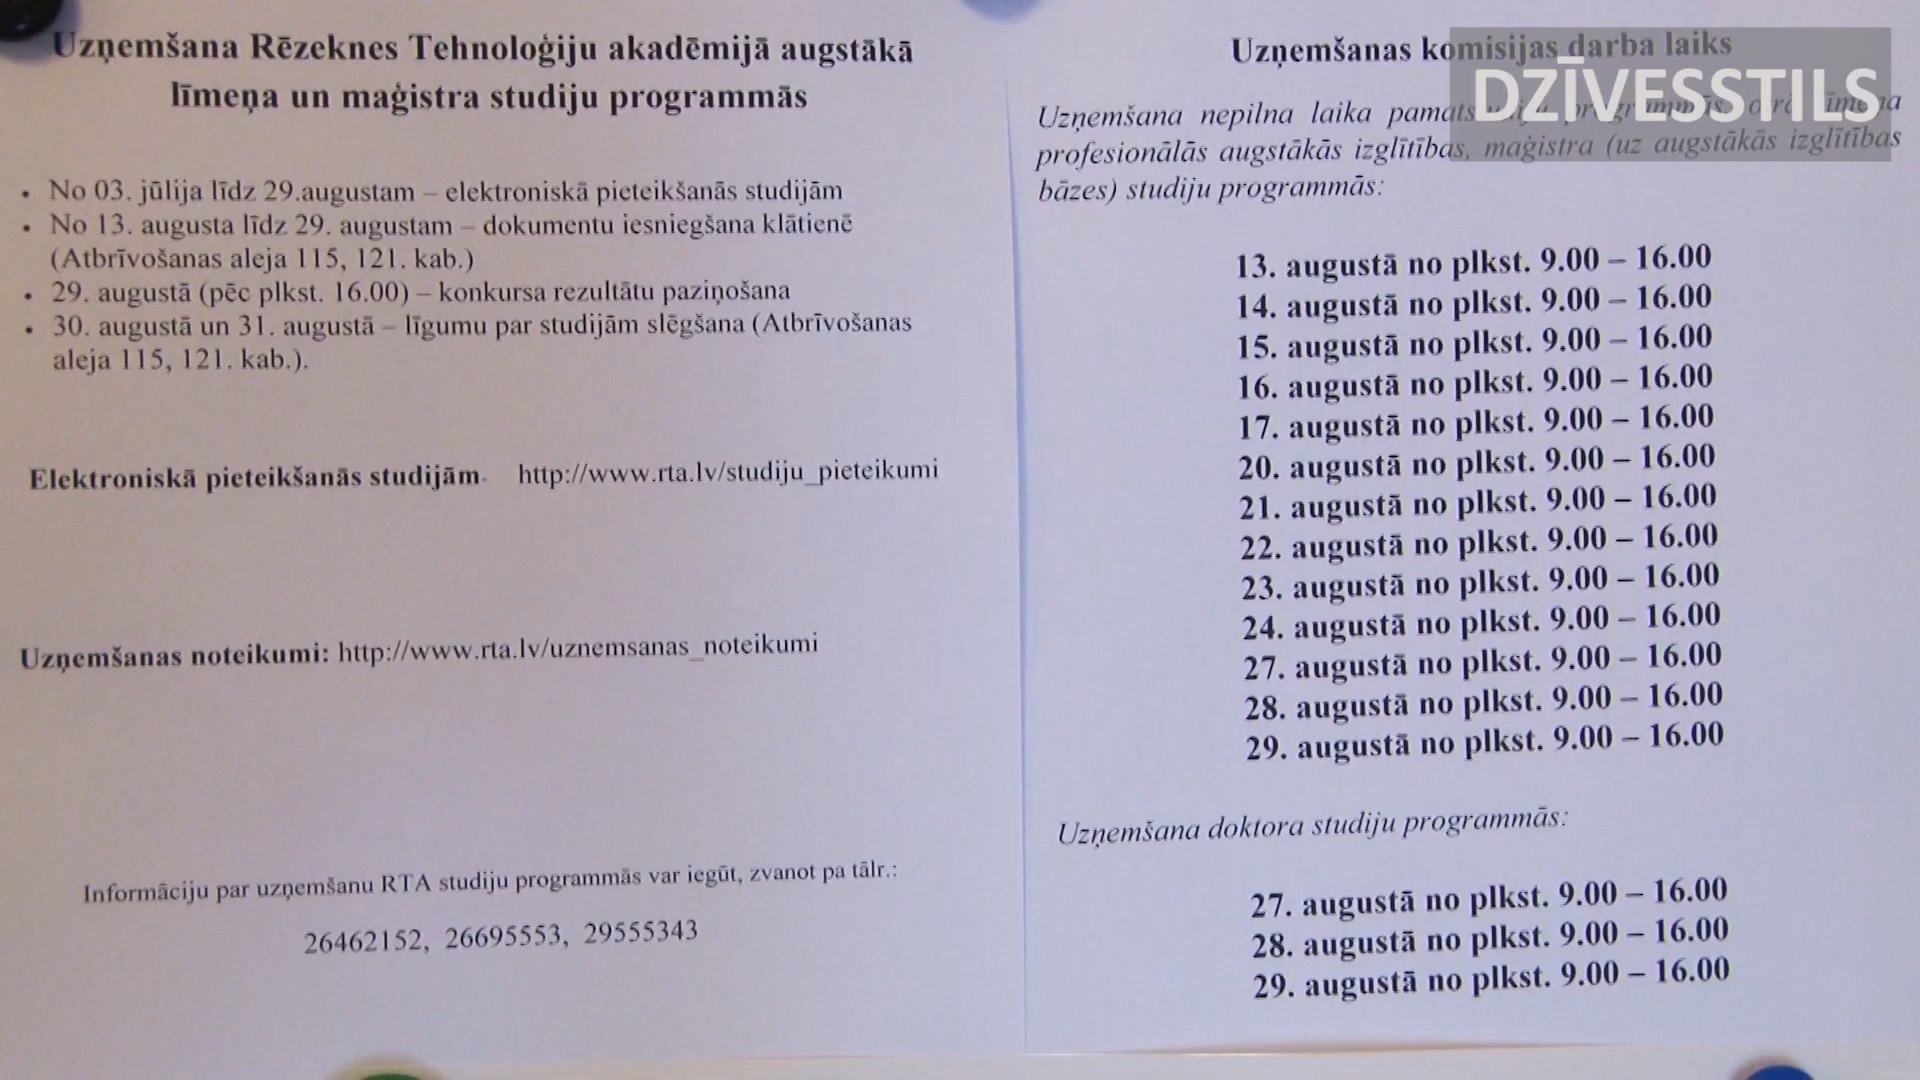 Uzņemšana Rēzeknes Tehnoloģiju akadēmijā augstākā
līmeņa un maģistra studiju programmās
• No 03. jūlija līdz 29.augustam – elektroniskā pieteikšanās studijām
• No 13. augusta līdz 29. augustam – dokumentu iesniegšana klātienē
(Atbrīvošanas aleja 115, 121. kab.)
• 29. augustā (pēc plkst. 16.00) – konkursa rezultātu paziņošana
• 30. augustā un 31. augustā – līgumu par studijām slēgšana (Atbrīvošanas
aleja 115, 121. kab.).
Elektroniskā pieteikšanās studijām- http://www.rta.lv/studiju_pieteikumi
Uzņemšanas noteikumi: http://www.rta.lv/uznemsanas_noteikumi
Informāciju par uzņemšanu RTA studiju programmās var iegūt, zvanot pa tālr.:
26462152, 26695553, 29555343
Uzņemšanas komisijas darba laiks
DZĪVESSTILS
Uzņemšana nepilna laika pamatstudiju programmās, otrā līmeņa
profesionālās augstākās izglītības, maģistra (uz augstākās izglītības
bāzes) studiju programmās:
13. augustā no plkst. 9.00 – 16.00
14. augustā no plkst. 9.00 – 16.00
15. augustā no plkst. 9.00 – 16.00
16. augustā no plkst. 9.00 – 16.00
17. augustā no plkst. 9.00 – 16.00
20. augustā no plkst. 9.00 – 16.00
21. augustā no plkst. 9.00 – 16.00
22. augustā no plkst. 9.00 – 16.00
23. augustā no plkst. 9.00 – 16.00
24. augustā no plkst. 9.00 – 16.00
27. augustā no plkst. 9.00 – 16.00
28. augustā no plkst. 9.00 – 16.00
29. augustā no plkst. 9.00 – 16.00
Uzņemšana doktora studiju programmās:
27. augustā no plkst. 9.00 – 16.00
28. augustā no plkst. 9.00 – 16.00
29. augustā no plkst. 9.00 – 16.00